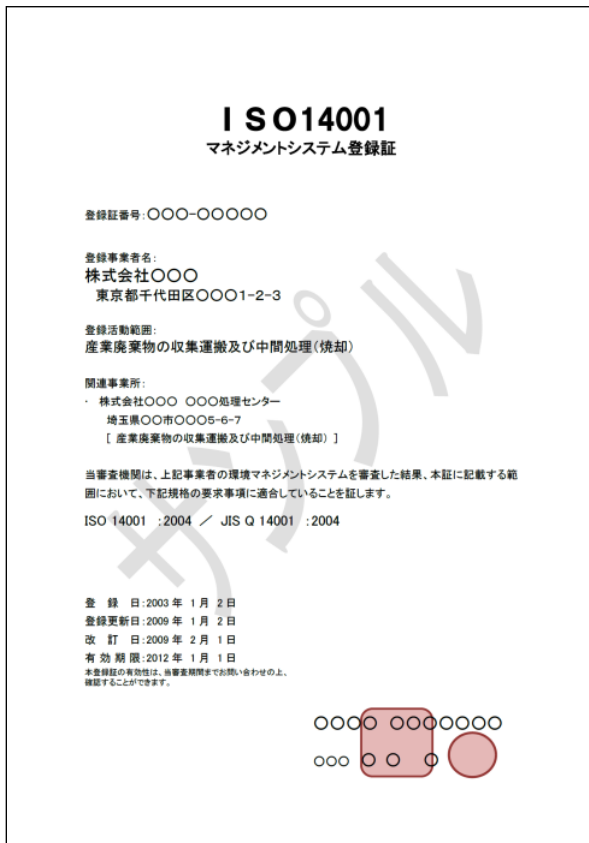 ＩＳＯ14001
マネジメントシステム登録証
登録証番号:〇〇〇-〇〇〇〇〇
登録事業者名:
株式会社〇〇〇
東京都千代田区〇〇〇1-2-3
登録活動範囲:
産業廃棄物の収集運搬及び中間処理(焼却)
関連事業所:
・ 株式会社〇〇〇 〇〇〇処理センター
埼玉県〇〇市〇〇〇5-6-7
[ 産業廃棄物の収集運搬及び中間処理(焼却) ]
当審査機関は、上記事業者の環境マネジメントシステムを審査した結果、本証に記載する範
囲において、下記規格の要求事項に適合していることを証します。
ISO 14001 :2004 ／ JIS Q 14001 :2004
登 録 日:2003 年 1 月 2 日
登録更新日:2009 年 1 月 2 日
改 訂 日:2009 年 2 月 1 日
有 効 期 限:2012 年 1 月 1 日
本登録証の有効性は、当審査期間までお問い合わせの上、
確認することができます。
〇〇〇〇 〇〇〇〇〇〇〇
〇〇〇 〇 〇 〇
サンプル